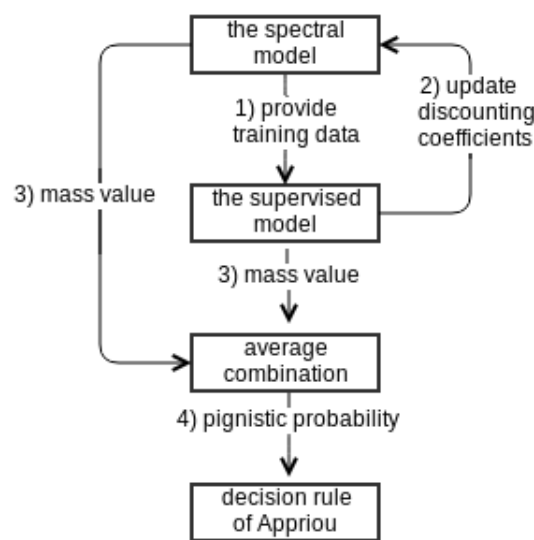 the spectral
model
1) provide
training data
2) update
discounting
coefficients
3) mass value
the supervised
model
3) mass value
average
combination
4) pignistic probability
decision rule
of Appriou